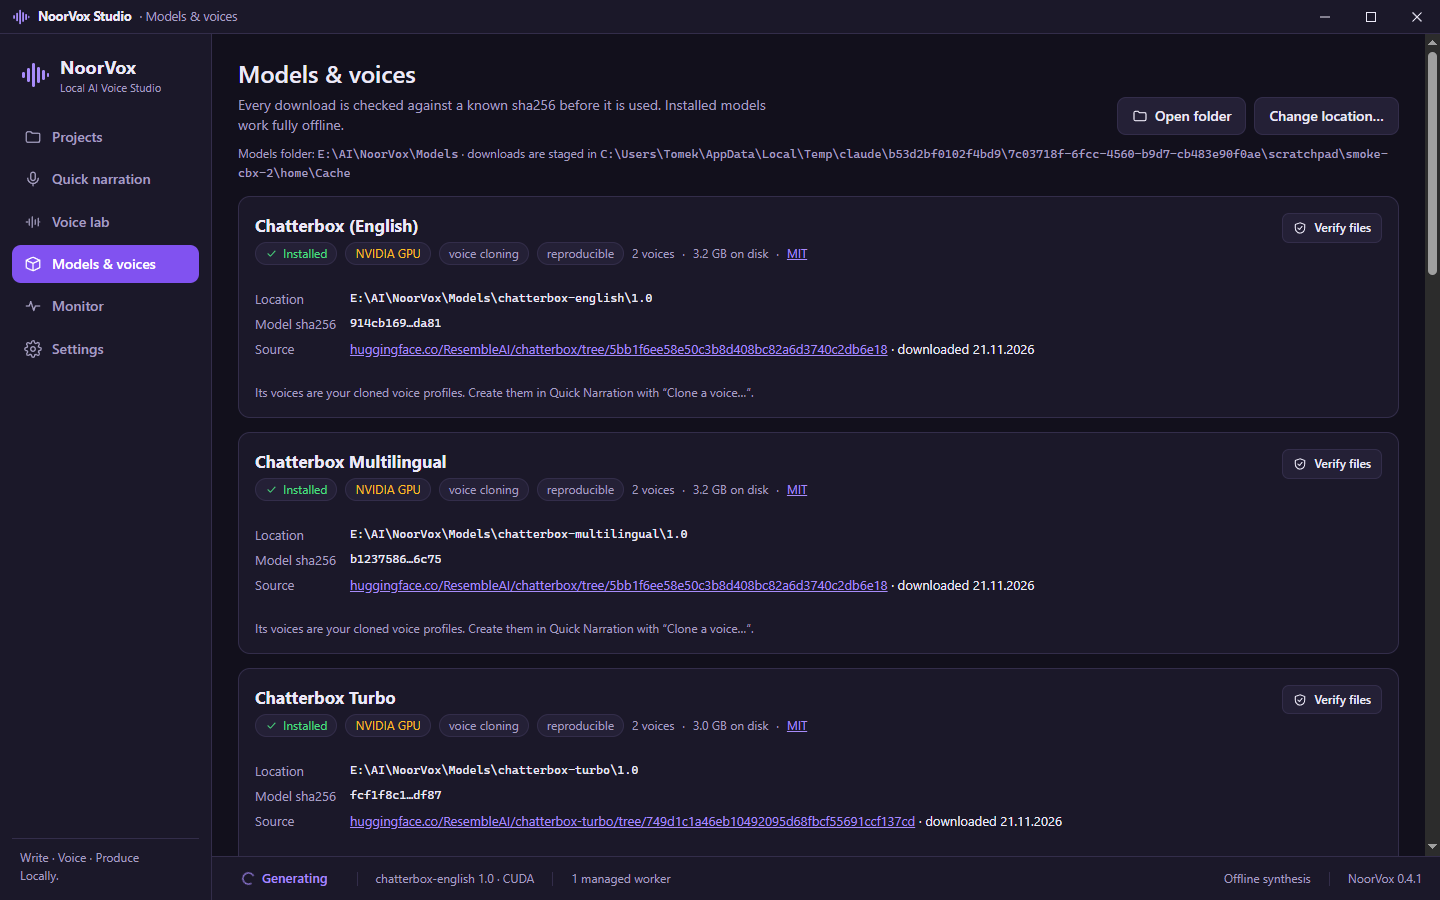 NoorVox Studio · Models & voices
NoorVox
Local AI Voice Studio
Projects
Quick narration
Voice lab
Models & voices
Monitor
Settings
Write · Voice · Produce
Locally.
Models & voices
Every download is checked against a known sha256 before it is used. Installed models
work fully offline.
Open folder
Change location...
Models folder: E:\AI\NoorVox\Models · downloads are staged in C:\Users\Tomek\AppData\Local\Temp\claude\b53d2bf0102f4bd9\7c03718f-6fcc-4560-b9d7-cb483e90f0ae\scratchpad\smoke-
cbx-2\home\Cache
Chatterbox (English)
Verify files
Installed NVIDIA GPU voice cloning reproducible 2 voices · 3.2 GB on disk · MIT
Location E:\AI\NoorVox\Models\chatterbox-english\1.0
Model sha256 914cb169…da81
Source huggingface.co/ResembleAI/chatterbox/tree/5bb1f6ee58e50c3b8d408bc82a6d3740c2db6e18 · downloaded 21.11.2026
Its voices are your cloned voice profiles. Create them in Quick Narration with “Clone a voice...”.
Chatterbox Multilingual
Verify files
Installed NVIDIA GPU voice cloning reproducible 2 voices · 3.2 GB on disk · MIT
Location E:\AI\NoorVox\Models\chatterbox-multilingual\1.0
Model sha256 b1237586…6c75
Source huggingface.co/ResembleAI/chatterbox/tree/5bb1f6ee58e50c3b8d408bc82a6d3740c2db6e18 · downloaded 21.11.2026
Its voices are your cloned voice profiles. Create them in Quick Narration with “Clone a voice...”.
Chatterbox Turbo
Verify files
Installed NVIDIA GPU voice cloning reproducible 2 voices · 3.0 GB on disk · MIT
Location E:\AI\NoorVox\Models\chatterbox-turbo\1.0
Model sha256 fcf1f8c1…df87
Source huggingface.co/ResembleAI/chatterbox-turbo/tree/749d1c1a46eb10492095d68fbcf55691ccf137cd · downloaded 21.11.2026
Generating chatterbox-english 1.0 · CUDA 1 managed worker Offline synthesis NoorVox 0.4.1